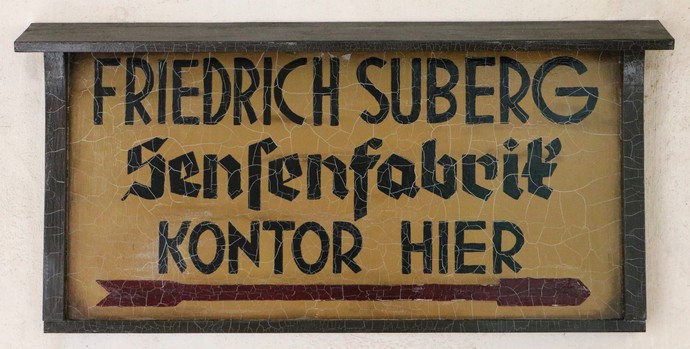 FRIEDRICH SUBERG
Sensenfabrik
KONTOR HIER